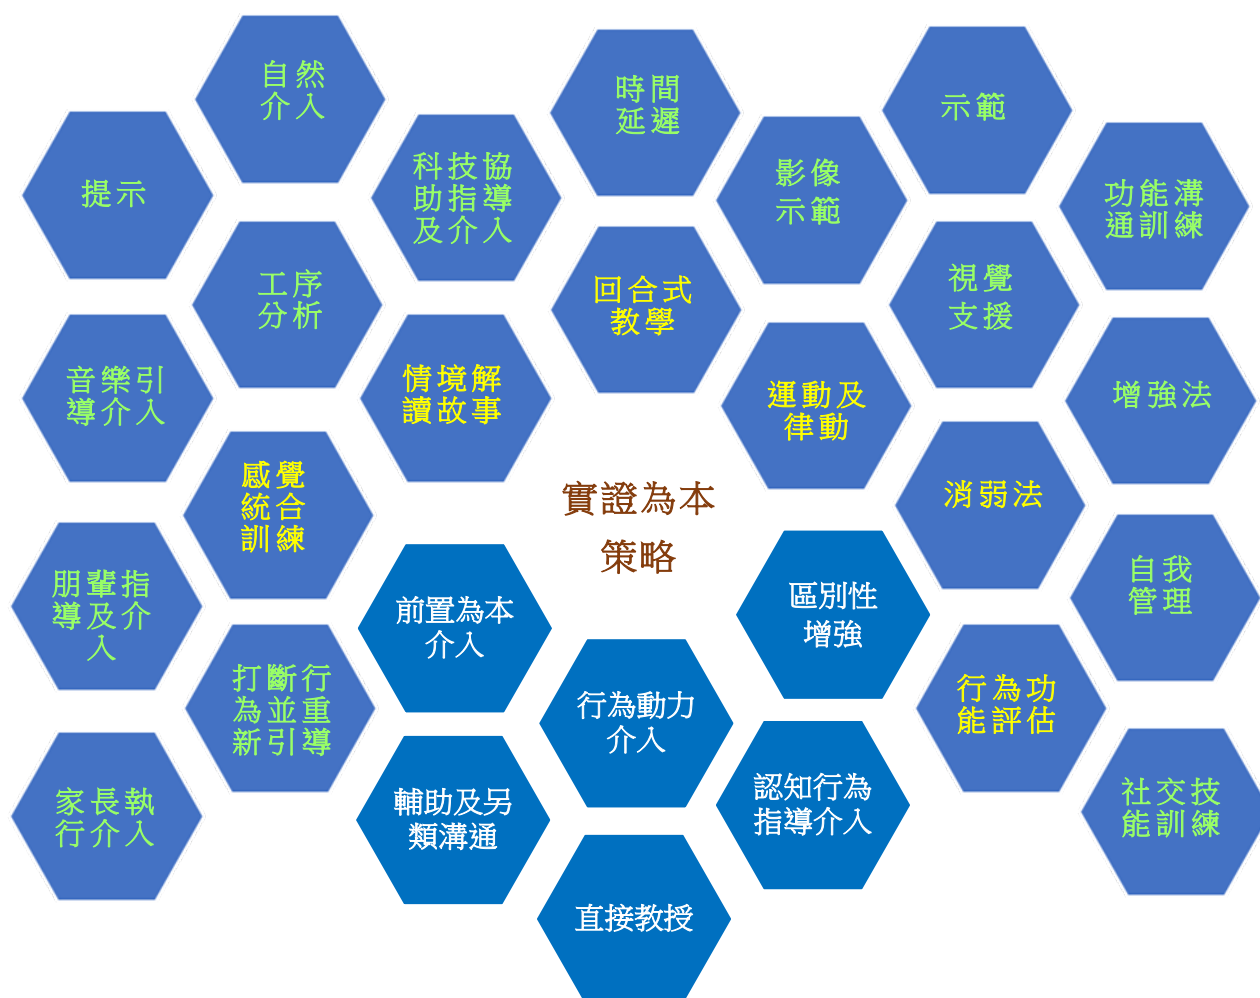 自然
介入
時間
延遲
示範
提示
科技協
助指導
及介入
影像
示範
功能溝
通訓練
工序
分析
回合式
教學
視覺
支援
音樂引
導介入
情境解
讀故事
運動及
律動
增強法
感覺
統合
訓練
實證為本
策略
消弱法
朋輩指
導及介
入
前置為本
介入
區別性
增強
自我
管理
打斷行
為並重
新引導
行為動力
介入
行為功
能評估
家長執
行介入
輔助及另
類溝通
認知行為
指導介入
社交技
能訓練
直接教授